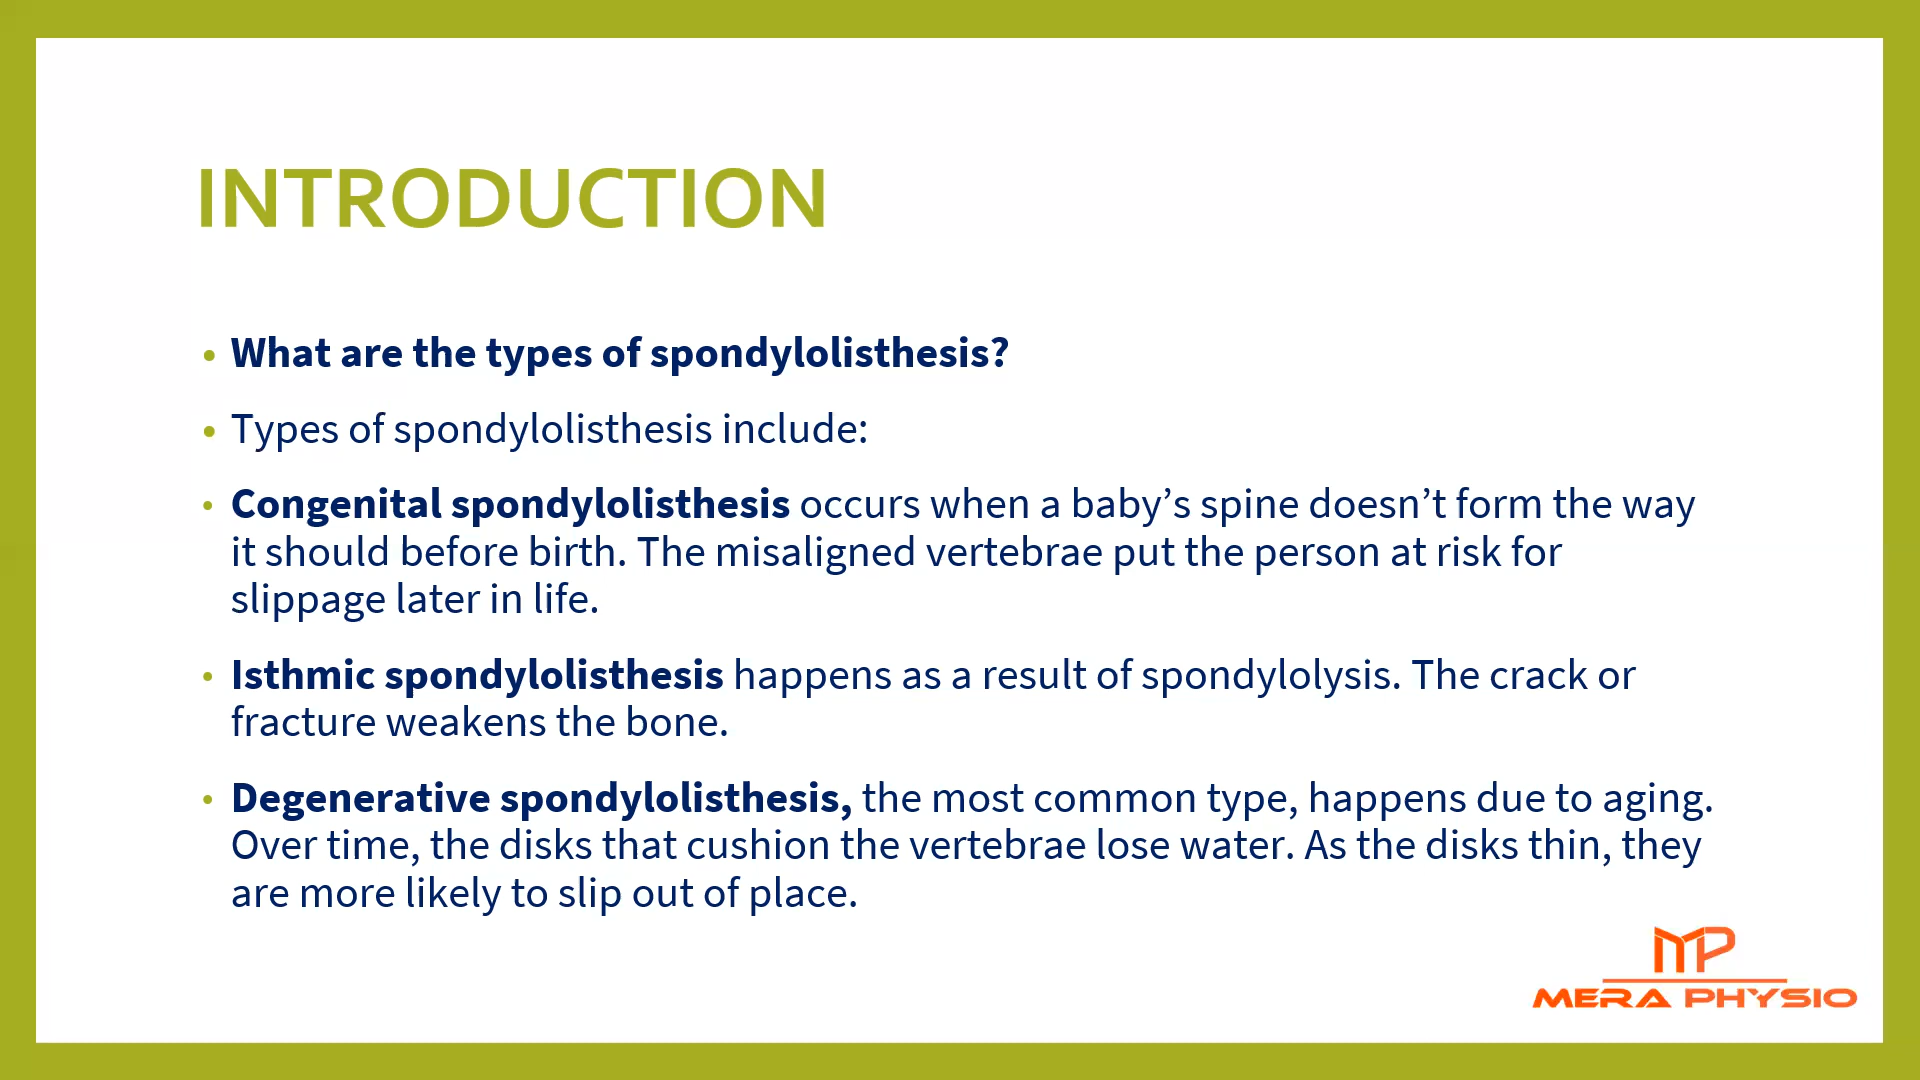 INTRODUCTION
• What are the types of spondylolisthesis?
• Types of spondylolisthesis include:
• Congenital spondylolisthesis occurs when a baby’s spine doesn’t form the way
it should before birth. The misaligned vertebrae put the person at risk for
slippage later in life.
• Isthmic spondylolisthesis happens as a result of spondylolysis. The crack or
fracture weakens the bone.
• Degenerative spondylolisthesis, the most common type, happens due to aging.
Over time, the disks that cushion the vertebrae lose water. As the disks thin, they
are more likely to slip out of place.
MP
MERA PHYSIO